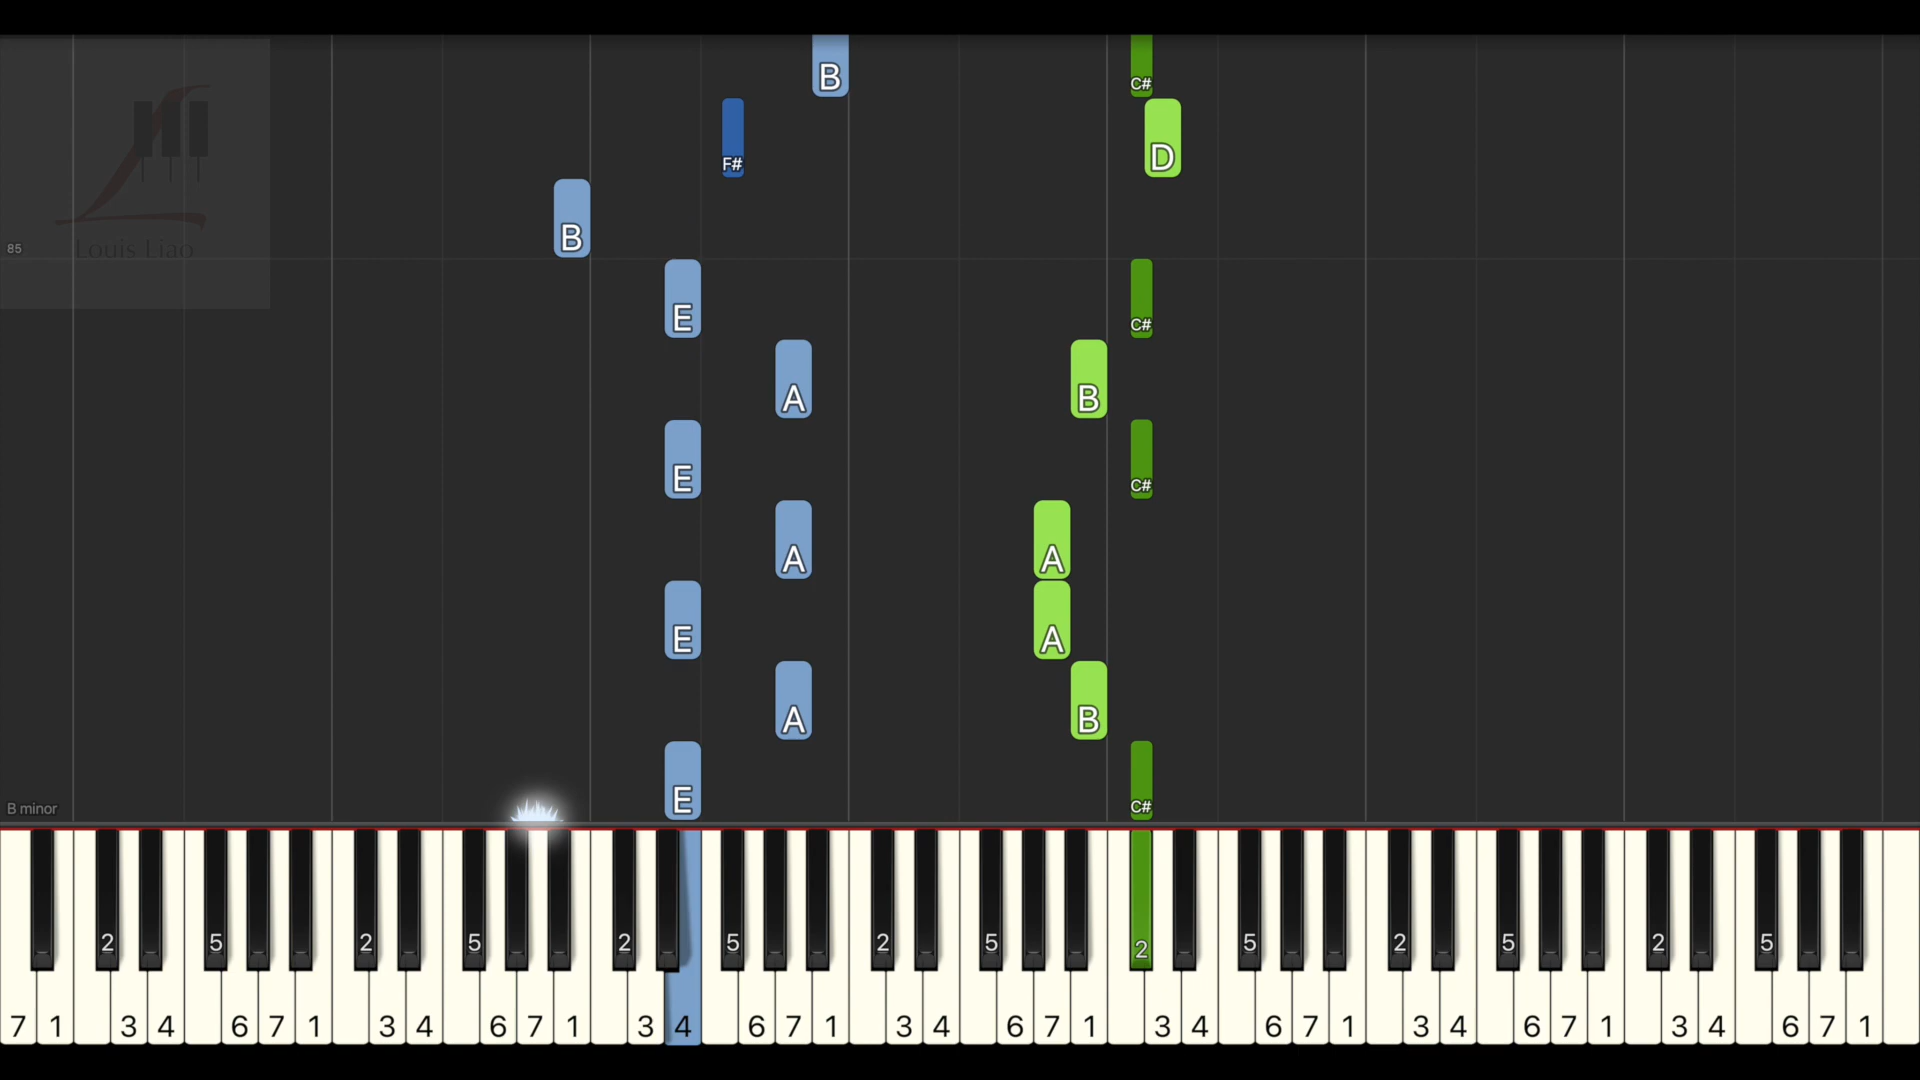 B C#
F# D
B
85 Louis Liao
E C#
A B
E C#
A A
E A
A B
E C#
B minor
2 5 2 5 2 5 2 5 2 5 2 5 2 5
7 1 3 4 6 7 1 3 4 6 7 1 3 4 6 7 1 3 4 6 7 1 3 4 6 7 1 3 4 6 7 1 3 4 6 7 1